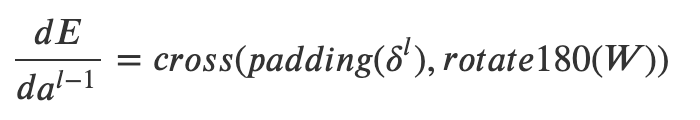 dE/da^{l−1} = cross(padding(δ^l), rotate180(W))